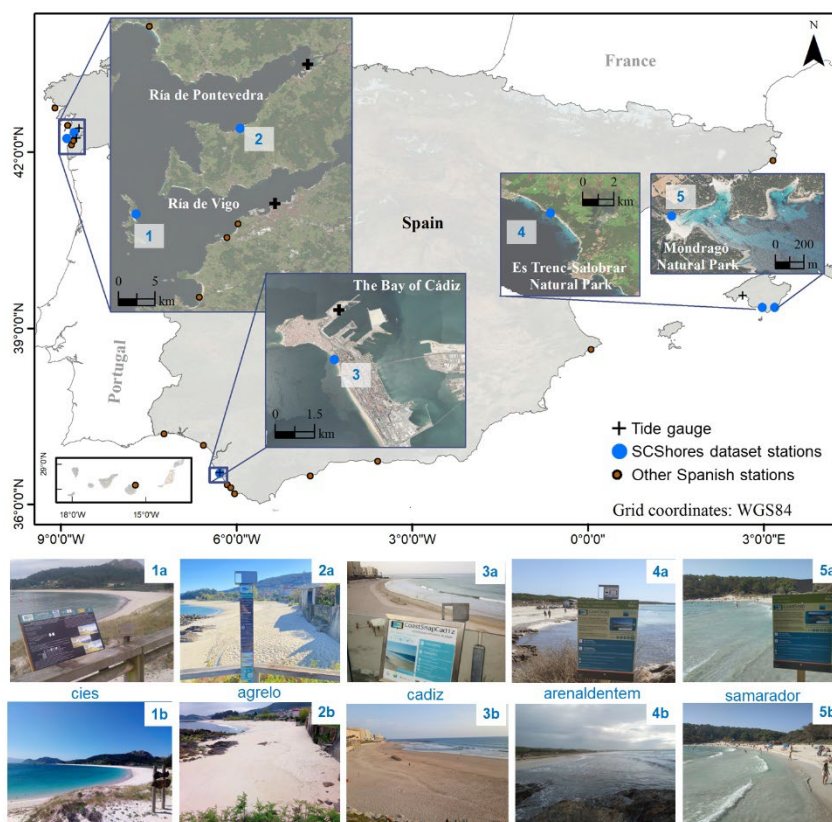 N
France
Ría de Pontevedra
2
42°0'0"N
Ría de Vigo
1
0 5
km
Spain
0 2
km
4
Es Trenc-Salobrar
Natural Park
5
Mondragó
Natural Park
0 200
m
The Bay of Cádiz
3
0 1.5
km
39°0'0"N
Portugal
Tide gauge
SCShores dataset stations
Other Spanish stations
Grid coordinates: WGS84
29°0'N
18°0'W 15°0'W
36°0'0"N
9°0'0"W 6°0'0"W 3°0'0"W 0°0'0" 3°0'0"E
1a 2a 3a 4a 5a
CoastSnapCadiz
cies agrelo cadiz arenaldentem samarador
1b 2b 3b 4b 5b